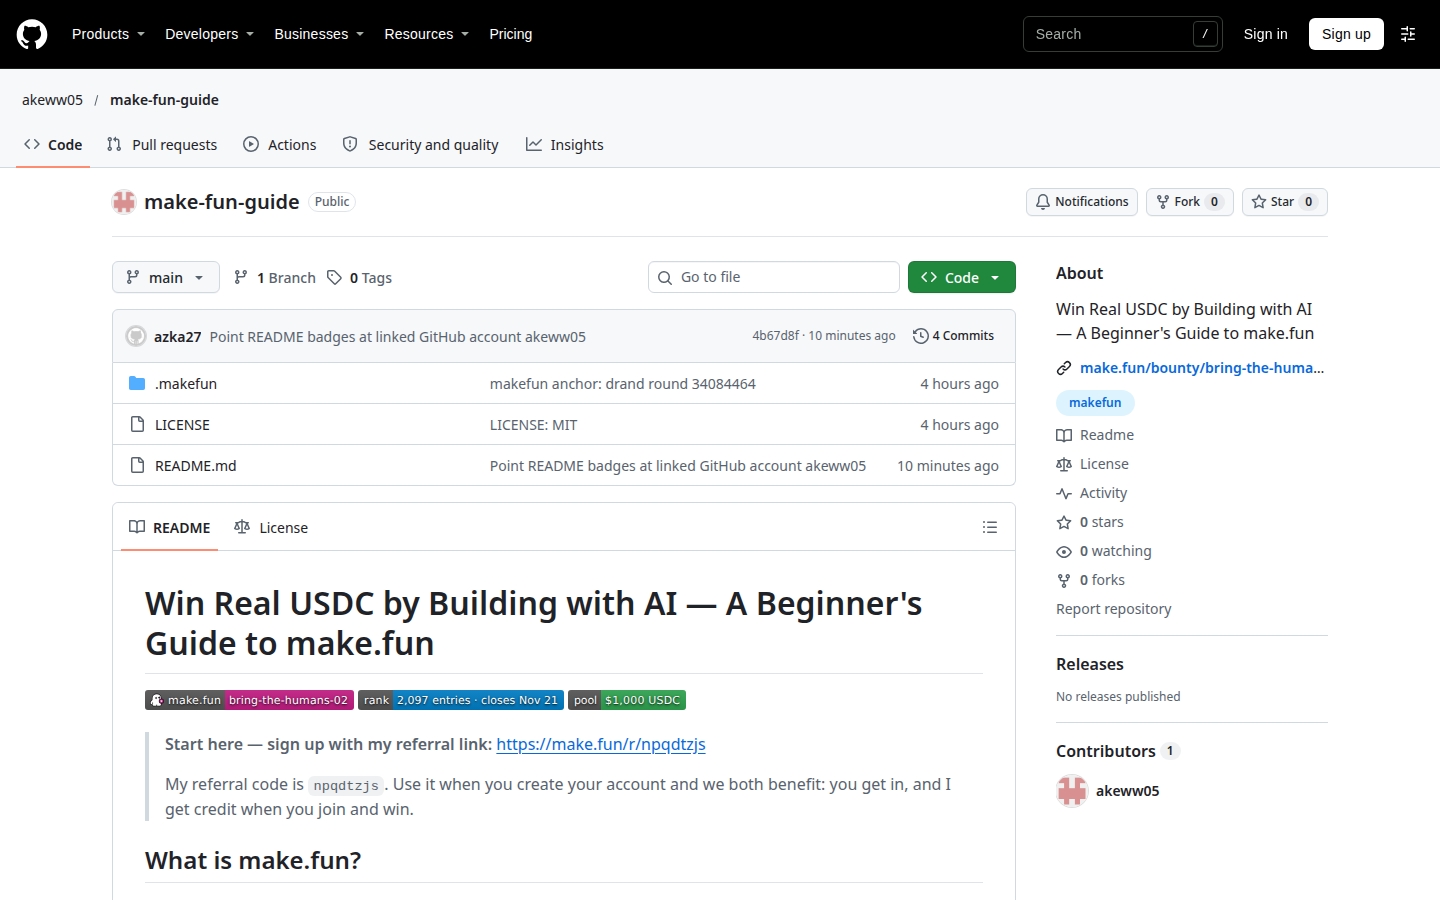 Products
Developers
Businesses
Resources
Pricing
Search
/
Sign in
Sign up
akeww05 / make-fun-guide
Code
Pull requests
Actions
Security and quality
Insights
make-fun-guide
Public
Notifications
Fork 0
Star 0
main
1 Branch
0 Tags
Go to file
Code
azka27 Point README badges at linked GitHub account akeww05
4b67d8f · 10 minutes ago
4 Commits
.makefun
makefun anchor: drand round 34084464
4 hours ago
LICENSE
LICENSE: MIT
4 hours ago
README.md
Point README badges at linked GitHub account akeww05
10 minutes ago
README
License
Win Real USDC by Building with AI — A Beginner's
Guide to make.fun
make.fun bring-the-humans-02
rank 2,097 entries · closes Nov 21
pool $1,000 USDC
Start here — sign up with my referral link: https://make.fun/r/npqdtzjs
My referral code is npqdtzjs. Use it when you create your account and we both benefit: you get in, and I
get credit when you join and win.
What is make.fun?
About
Win Real USDC by Building with AI
— A Beginner's Guide to make.fun
make.fun/bounty/bring-the-huma...
makefun
Readme
License
Activity
0 stars
0 watching
0 forks
Report repository
Releases
No releases published
Contributors 1
akeww05